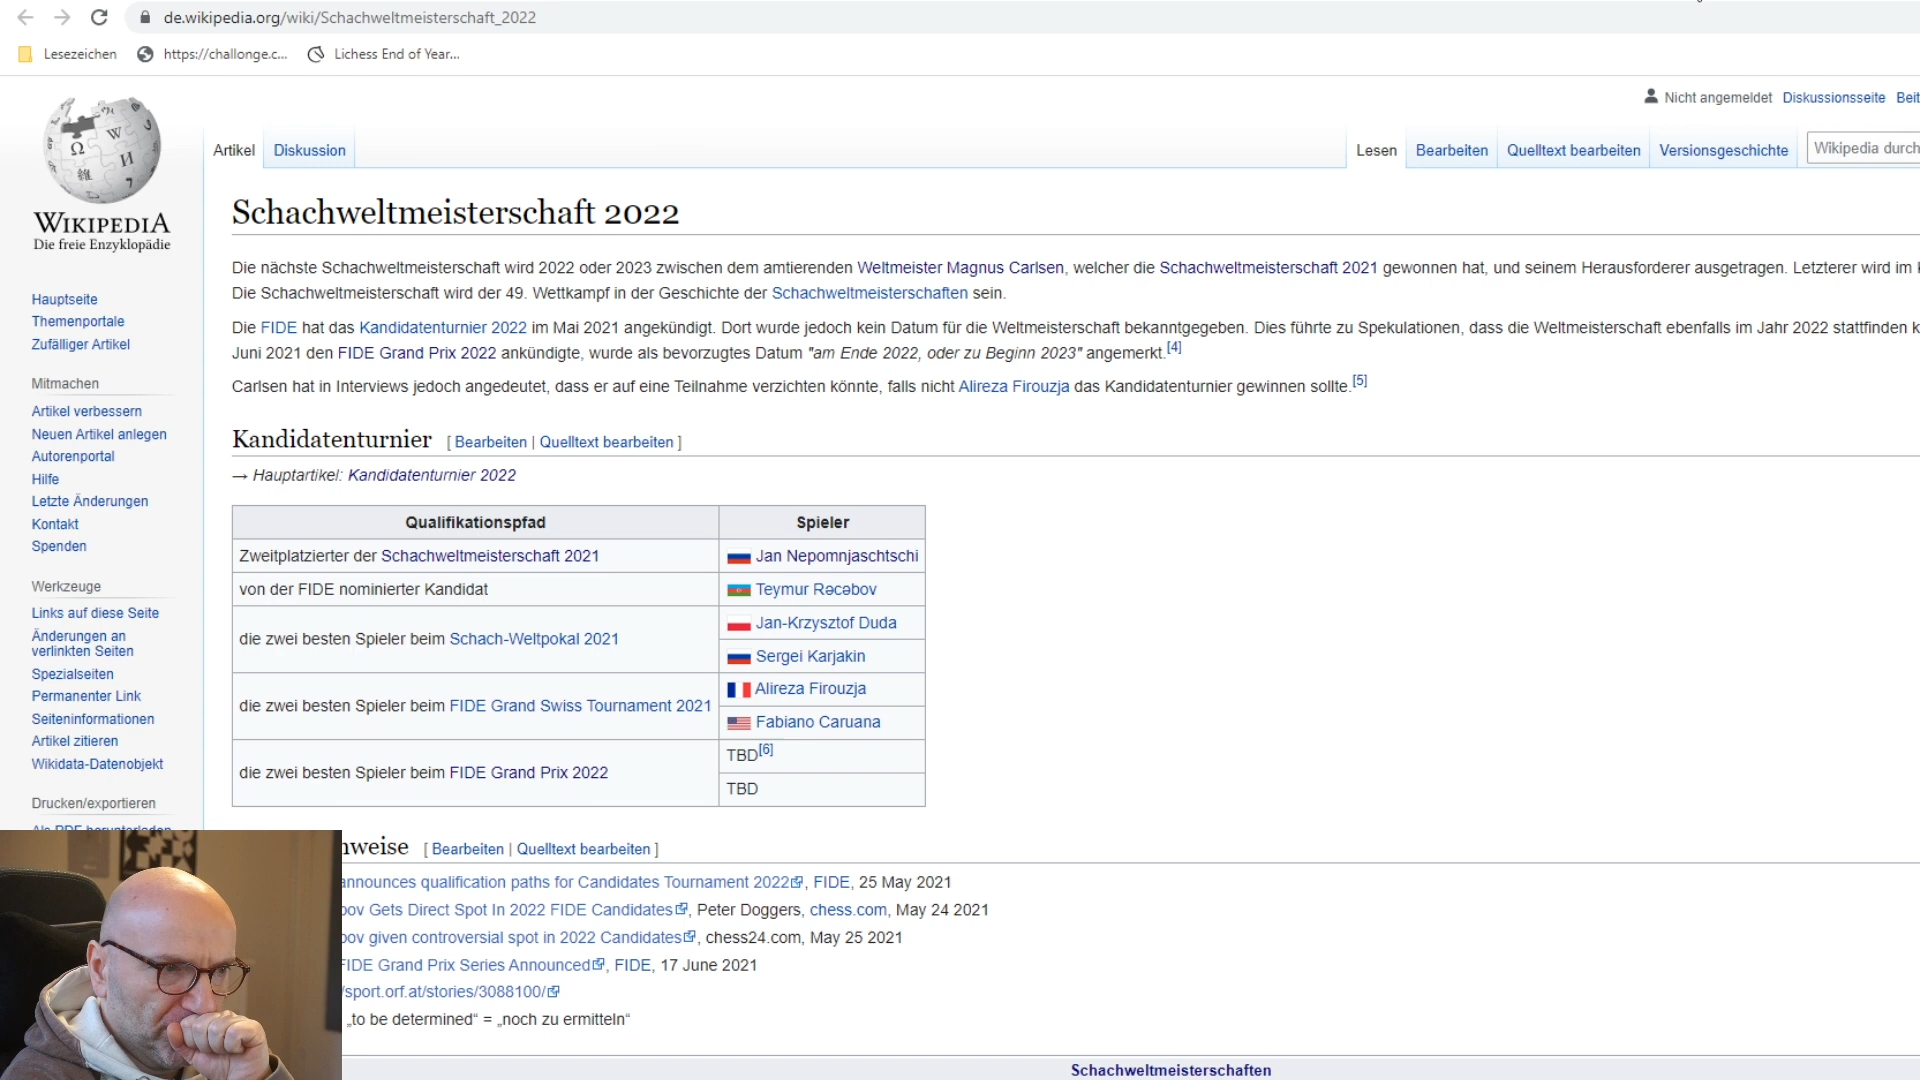 de.wikipedia.org/wiki/Schachweltmeisterschaft_2022
Lesezeichen https://challonge.c... Lichess End of Year...
Nicht angemeldet Diskussionsseite Beit
Artikel Diskussion Lesen Bearbeiten Quelltext bearbeiten Versionsgeschichte Wikipedia durch
WIKIPEDIA
Die freie Enzyklopädie
Hauptseite
Themenportale
Zufälliger Artikel
Mitmachen
Artikel verbessern
Neuen Artikel anlegen
Autorenportal
Hilfe
Letzte Änderungen
Kontakt
Spenden
Werkzeuge
Links auf diese Seite
Änderungen an
verlinkten Seiten
Spezialseiten
Permanenter Link
Seiteninformationen
Artikel zitieren
Wikidata-Datenobjekt
Drucken/exportieren
Schachweltmeisterschaft 2022
Die nächste Schachweltmeisterschaft wird 2022 oder 2023 zwischen dem amtierenden Weltmeister Magnus Carlsen, welcher die Schachweltmeisterschaft 2021 gewonnen hat, und seinem Herausforderer ausgetragen. Letzterer wird im
Die Schachweltmeisterschaft wird der 49. Wettkampf in der Geschichte der Schachweltmeisterschaften sein.
Die FIDE hat das Kandidatenturnier 2022 im Mai 2021 angekündigt. Dort wurde jedoch kein Datum für die Weltmeisterschaft bekanntgegeben. Dies führte zu Spekulationen, dass die Weltmeisterschaft ebenfalls im Jahr 2022 stattfinden k
Juni 2021 den FIDE Grand Prix 2022 ankündigte, wurde als bevorzugtes Datum "am Ende 2022, oder zu Beginn 2023" angemerkt.[4]
Carlsen hat in Interviews jedoch angedeutet, dass er auf eine Teilnahme verzichten könnte, falls nicht Alireza Firouzja das Kandidatenturnier gewinnen sollte.[5]
Kandidatenturnier [ Bearbeiten | Quelltext bearbeiten ]
→ Hauptartikel: Kandidatenturnier 2022
Qualifikationspfad Spieler
Zweitplatzierter der Schachweltmeisterschaft 2021 Jan Nepomnjaschtschi
von der FIDE nominierter Kandidat Teymur Rəcəbov
die zwei besten Spieler beim Schach-Weltpokal 2021 Jan-Krzysztof Duda
Sergei Karjakin
die zwei besten Spieler beim FIDE Grand Swiss Tournament 2021 Alireza Firouzja
Fabiano Caruana
die zwei besten Spieler beim FIDE Grand Prix 2022 TBD[6]
TBD
nweise [ Bearbeiten | Quelltext bearbeiten ]
announces qualification paths for Candidates Tournament 2022, FIDE, 25 May 2021
bov Gets Direct Spot In 2022 FIDE Candidates, Peter Doggers, chess.com, May 24 2021
bov given controversial spot in 2022 Candidates, chess24.com, May 25 2021
FIDE Grand Prix Series Announced, FIDE, 17 June 2021
/sport.orf.at/stories/3088100/
„to be determined“ = „noch zu ermitteln“
Schachweltmeisterschaften